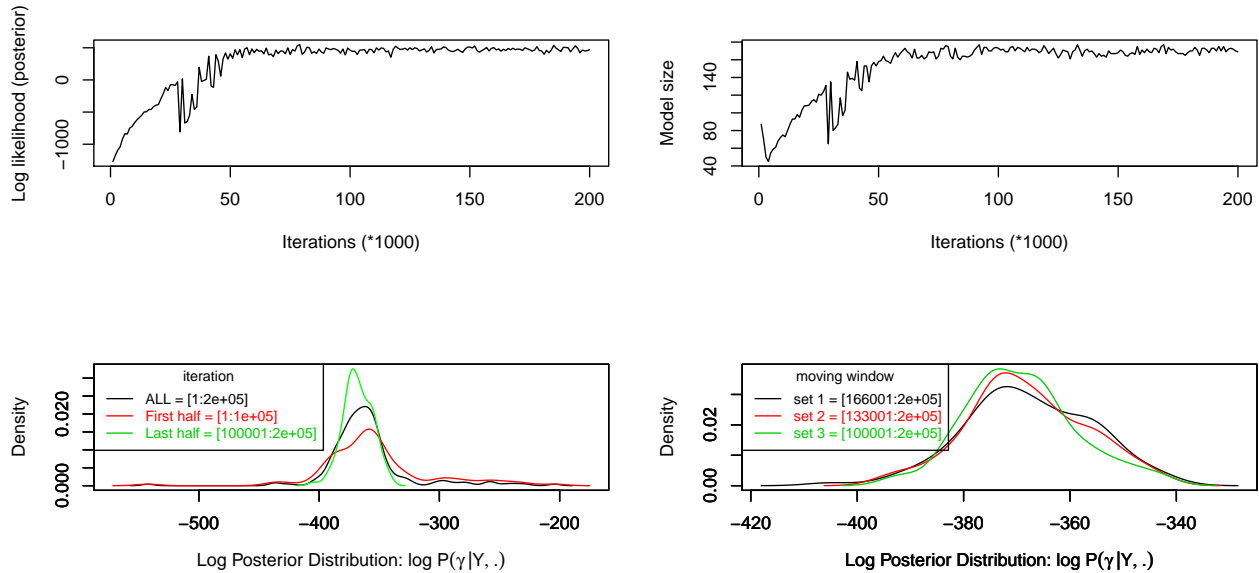 Log likelihood (posterior)
−1000
0
0
50
100
150
200
Iterations (*1000)
Model size
40
80
140
0
50
100
150
200
Iterations (*1000)
Density
0.000
0.020
iteration
ALL = [1:2e+05]
First half = [1:1e+05]
Last half = [100001:2e+05]
−500
−400
−300
−200
Log Posterior Distribution: log P(γ|Y, .)
Density
0.00
0.02
moving window
set 1 = [166001:2e+05]
set 2 = [133001:2e+05]
set 3 = [100001:2e+05]
−420
−400
−380
−360
−340
Log Posterior Distribution: log P(γ|Y, .)